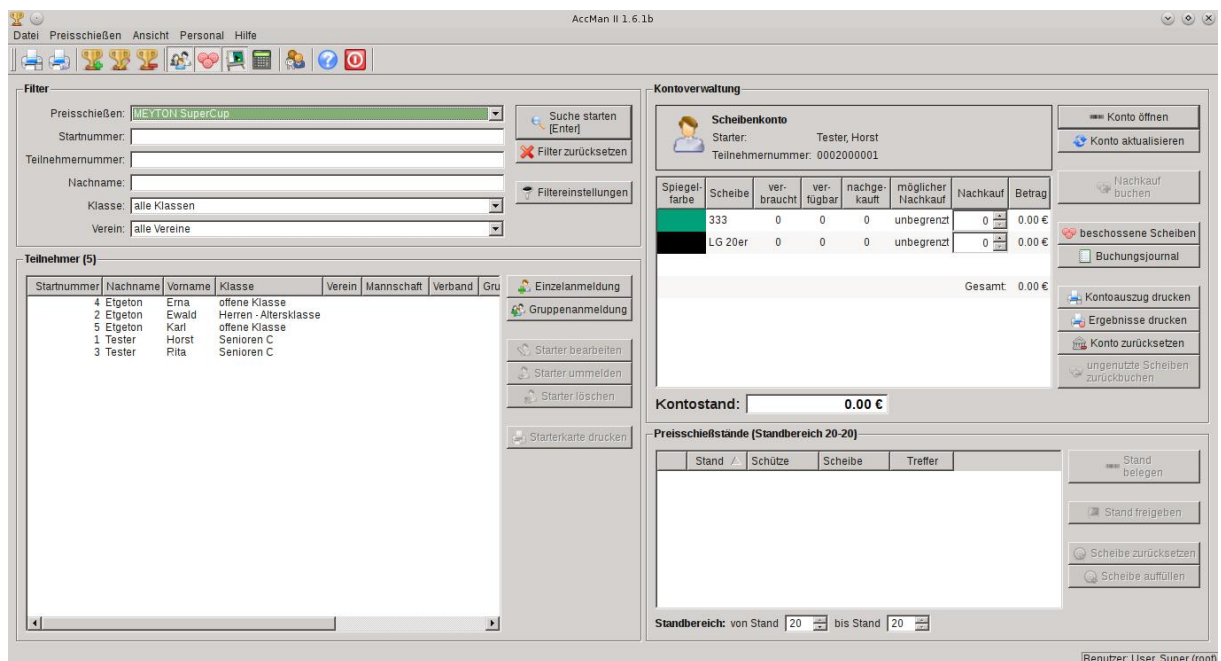 AccMan II 1.6.1b
Datei Preisschießen Ansicht Personal Hilfe
Filter
Preisschießen: MEYTON SuperCup
Startnummer:
Teilnehmernummer:
Nachname:
Klasse: alle Klassen
Verein: alle Vereine
Suche starten
[Enter]
Filter zurücksetzen
Filtereinstellungen
Teilnehmer (5)
Startnummer Nachname Vorname Klasse Verein Mannschaft Verband Gru
4 Etgeton Erna offene Klasse
2 Etgeton Ewald Herren - Altersklasse
5 Etgeton Karl offene Klasse
1 Tester Horst Senioren C
3 Tester Rita Senioren C
Einzelanmeldung
Gruppenanmeldung
Starter bearbeiten
Starter ummelden
Starter löschen
Starterkarte drucken
Kontoverwaltung
Scheibenkonto
Starter: Tester, Horst
Teilnehmernummer: 0002000001
Spiegel- Scheibe ver- ver- nachge- möglicher Nachkauf Betrag
farbe braucht fügbar kauft Nachkauf
333 0 0 0 unbegrenzt 0 0.00 €
LG 20er 0 0 0 unbegrenzt 0 0.00 €
Gesamt: 0.00 €
Kontostand: 0.00 €
Konto öffnen
Konto aktualisieren
Nachkauf
buchen
beschossene Scheiben
Buchungsjournal
Kontoauszug drucken
Ergebnisse drucken
Konto zurücksetzen
ungenutzte Scheiben
zurückbuchen
Preisschießstände (Standbereich 20-20)
Stand Schütze Scheibe Treffer
Stand
belegen
Stand freigeben
Scheibe zurücksetzen
Scheibe auffüllen
Standbereich: von Stand 20 bis Stand 20
Benutzer: User, Super (root)